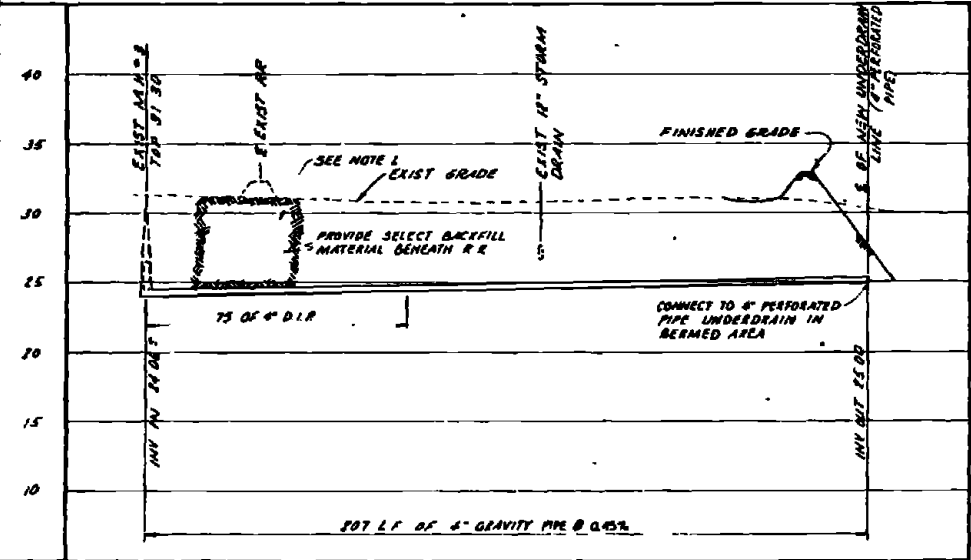 40
35
30
25
20
15
10
EXIST M.H. # 3
TOP 31 30
EXIST RR
SEE NOTE 1
EXIST GRADE
PROVIDE SELECT BACKFILL
MATERIAL BENEATH R R
EXIST 18" STORM
DRAIN
FINISHED GRADE
OF NEW UNDERDRAIN
LINE (4" PERFORATED
PIPE)
75 OF 4" D.I.P.
CONNECT TO 4" PERFORATED
PIPE UNDERDRAIN IN
BERMED AREA
INV IN
INV OUT 25 00
207 L F OF 4" GRAVITY PIPE @ 0.45%